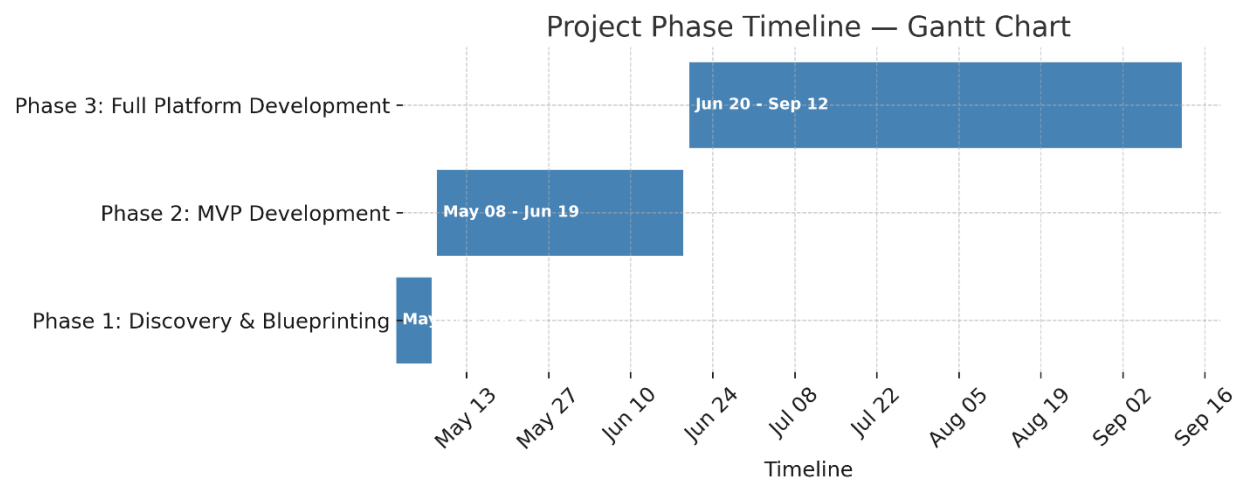 Project Phase Timeline — Gantt Chart
Phase 3: Full Platform Development
Jun 20 - Sep 12
Phase 2: MVP Development
May 08 - Jun 19
Phase 1: Discovery & Blueprinting
May
May 13
May 27
Jun 10
Jun 24
Jul 08
Jul 22
Aug 05
Aug 19
Sep 02
Sep 16
Timeline